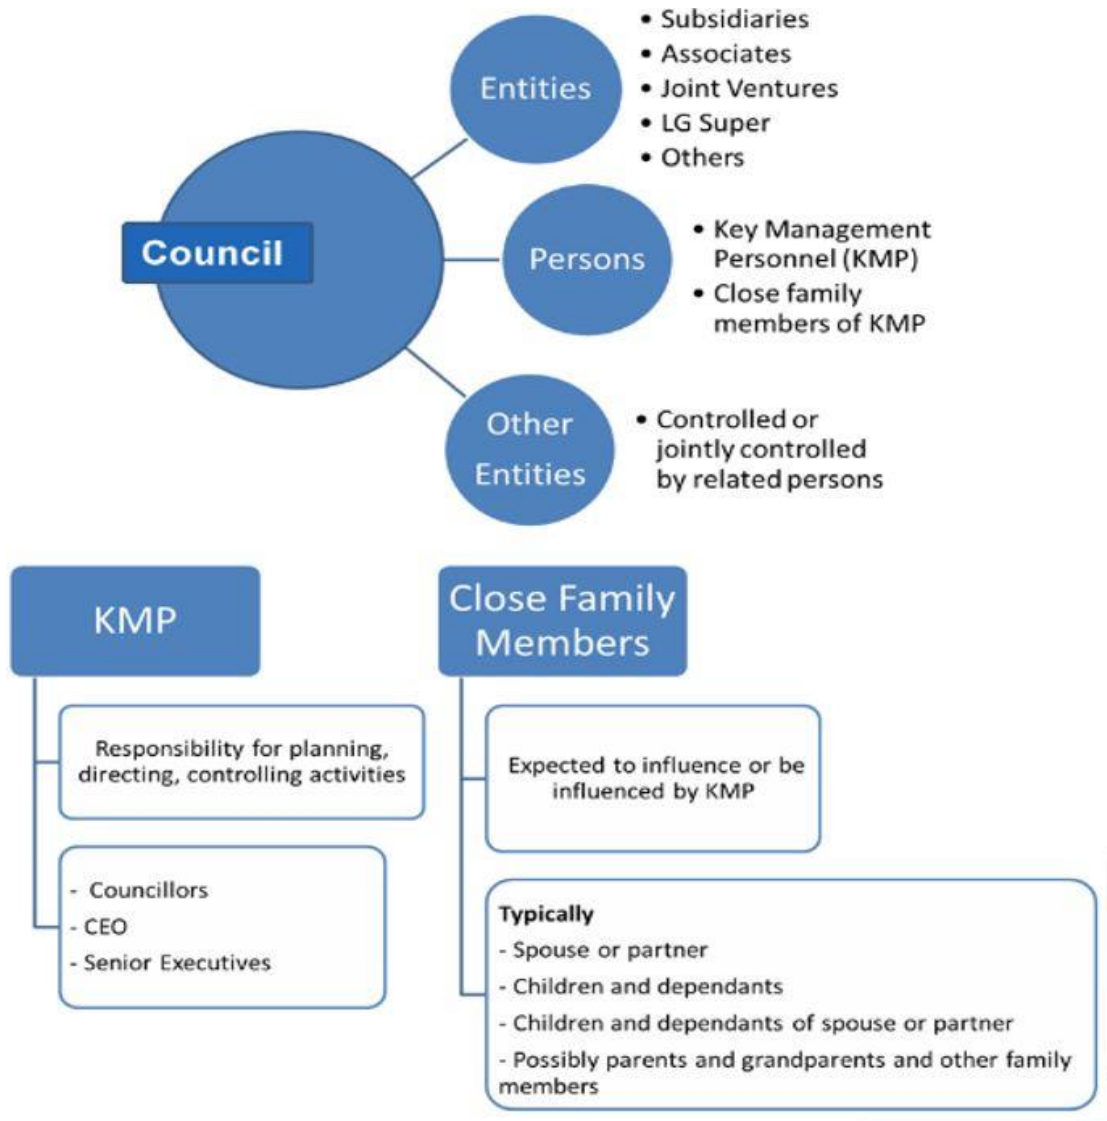 Council
Entities
• Subsidiaries
• Associates
• Joint Ventures
• LG Super
• Others
Persons
• Key Management
Personnel (KMP)
• Close family
members of KMP
Other
Entities
• Controlled or
jointly controlled
by related persons
KMP
Responsibility for planning,
directing, controlling activities
- Councillors
- CEO
- Senior Executives
Close Family
Members
Expected to influence or be
influenced by KMP
Typically
- Spouse or partner
- Children and dependants
- Children and dependants of spouse or partner
- Possibly parents and grandparents and other family
members